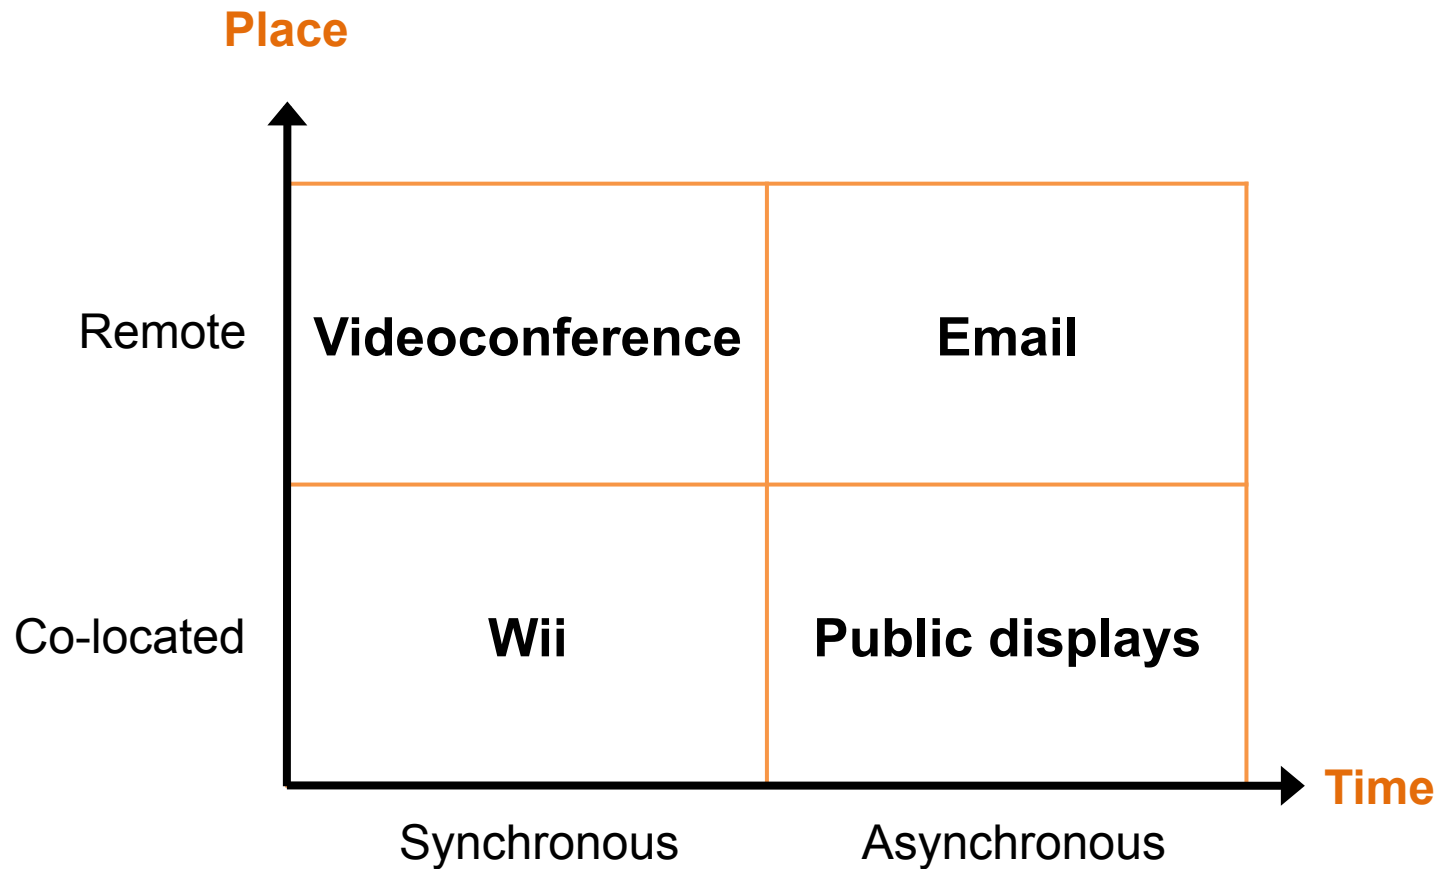 Place
Remote
Videoconference
Email
Co-located
Wii
Public displays
Time
Synchronous
Asynchronous